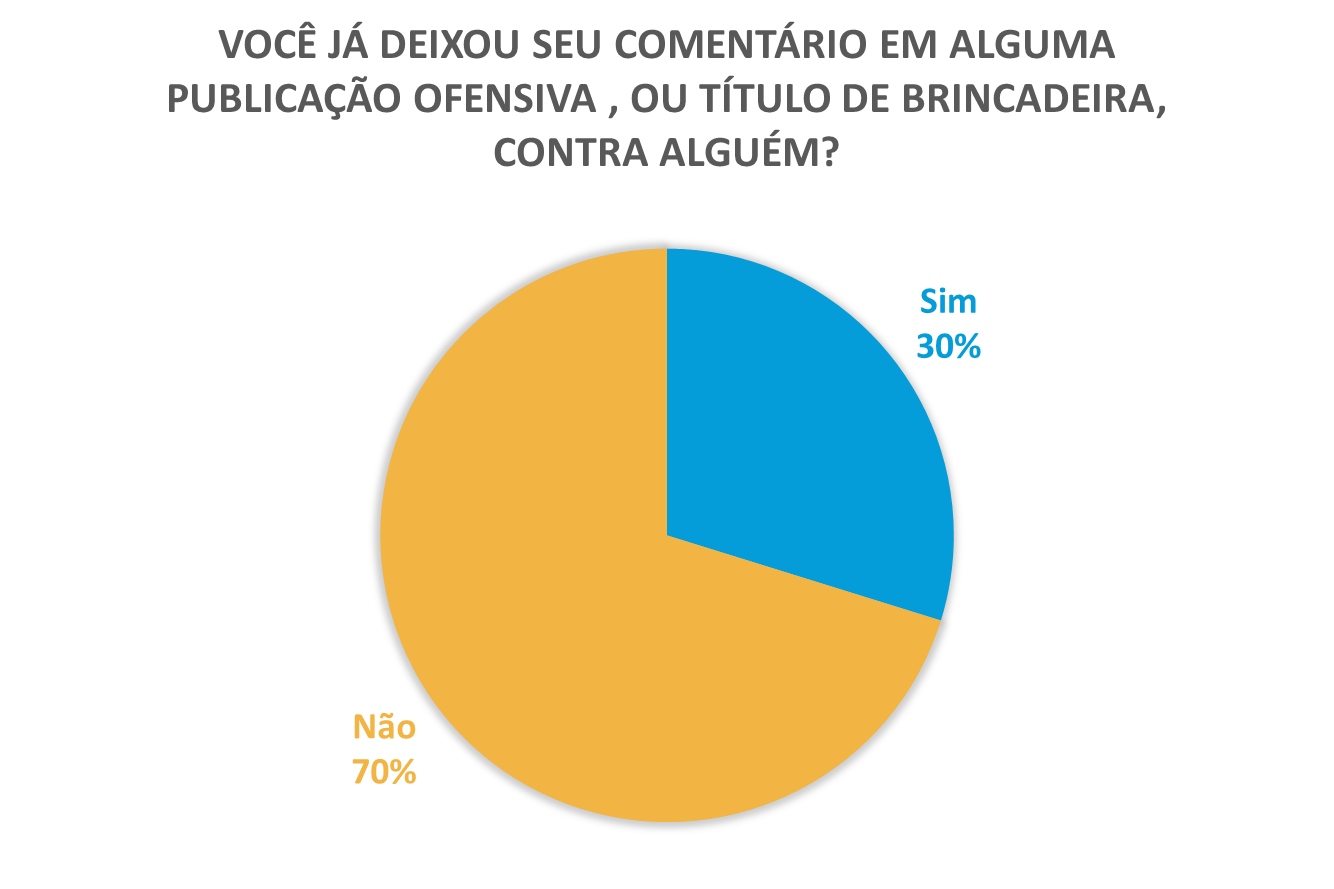 VOCÊ JÁ DEIXOU SEU COMENTÁRIO EM ALGUMA
PUBLICAÇÃO OFENSIVA , OU TÍTULO DE BRINCADEIRA,
CONTRA ALGUÉM?
Sim
30%
Não
70%